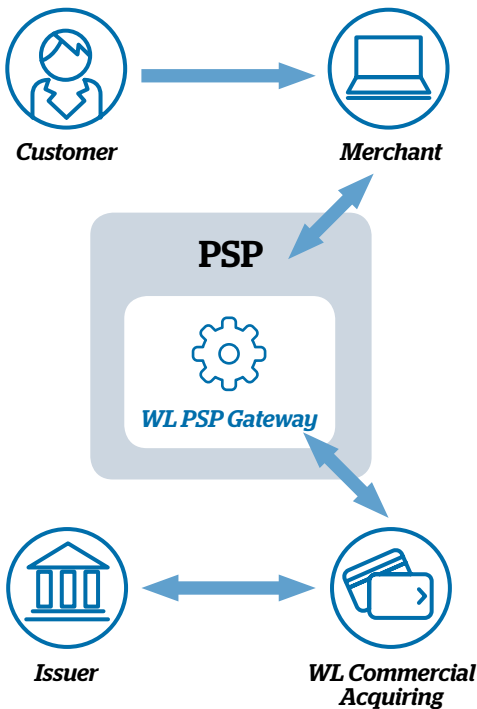 Customer
Merchant
PSP
WL PSP Gateway
Issuer
WL Commercial
Acquiring